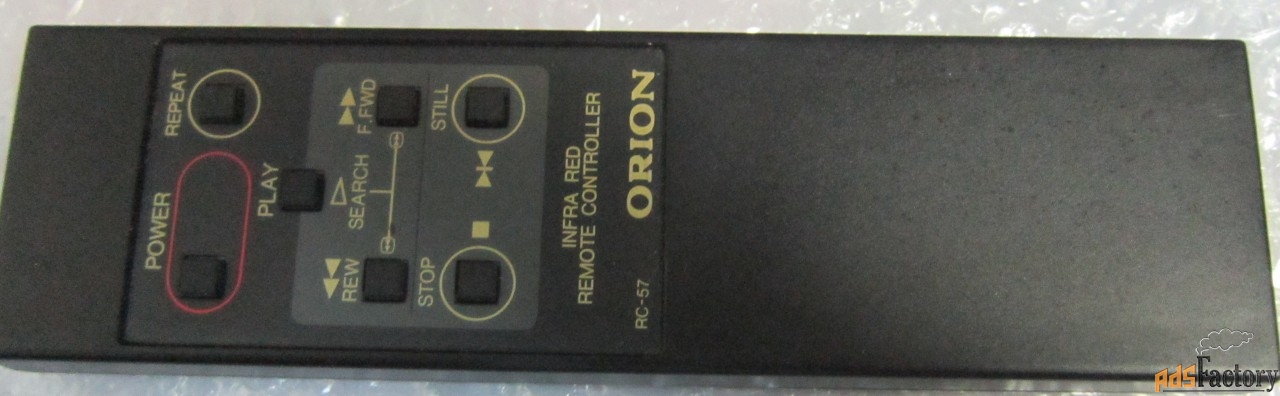 POWER
REPEAT
PLAY
REW
SEARCH
F.FWD
STOP
STILL
INFRA RED
REMOTE CONTROLLER
RC-57
ORION
AdsFactory